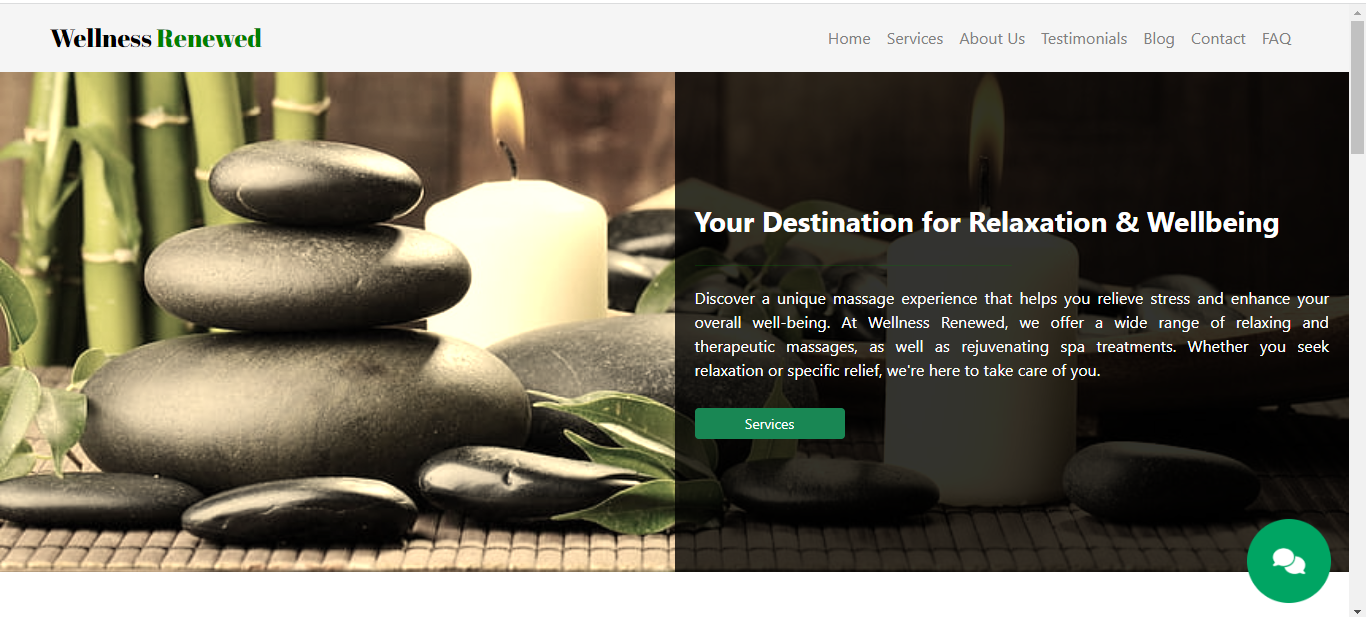 Wellness Renewed
Home Services About Us Testimonials Blog Contact FAQ
Your Destination for Relaxation & Wellbeing
Discover a unique massage experience that helps you relieve stress and enhance your
overall well-being. At Wellness Renewed, we offer a wide range of relaxing and
therapeutic massages, as well as rejuvenating spa treatments. Whether you seek
relaxation or specific relief, we're here to take care of you.
Services